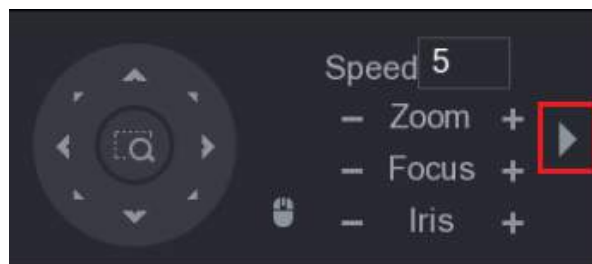 Speed 5
− Zoom +
− Focus +
− Iris +